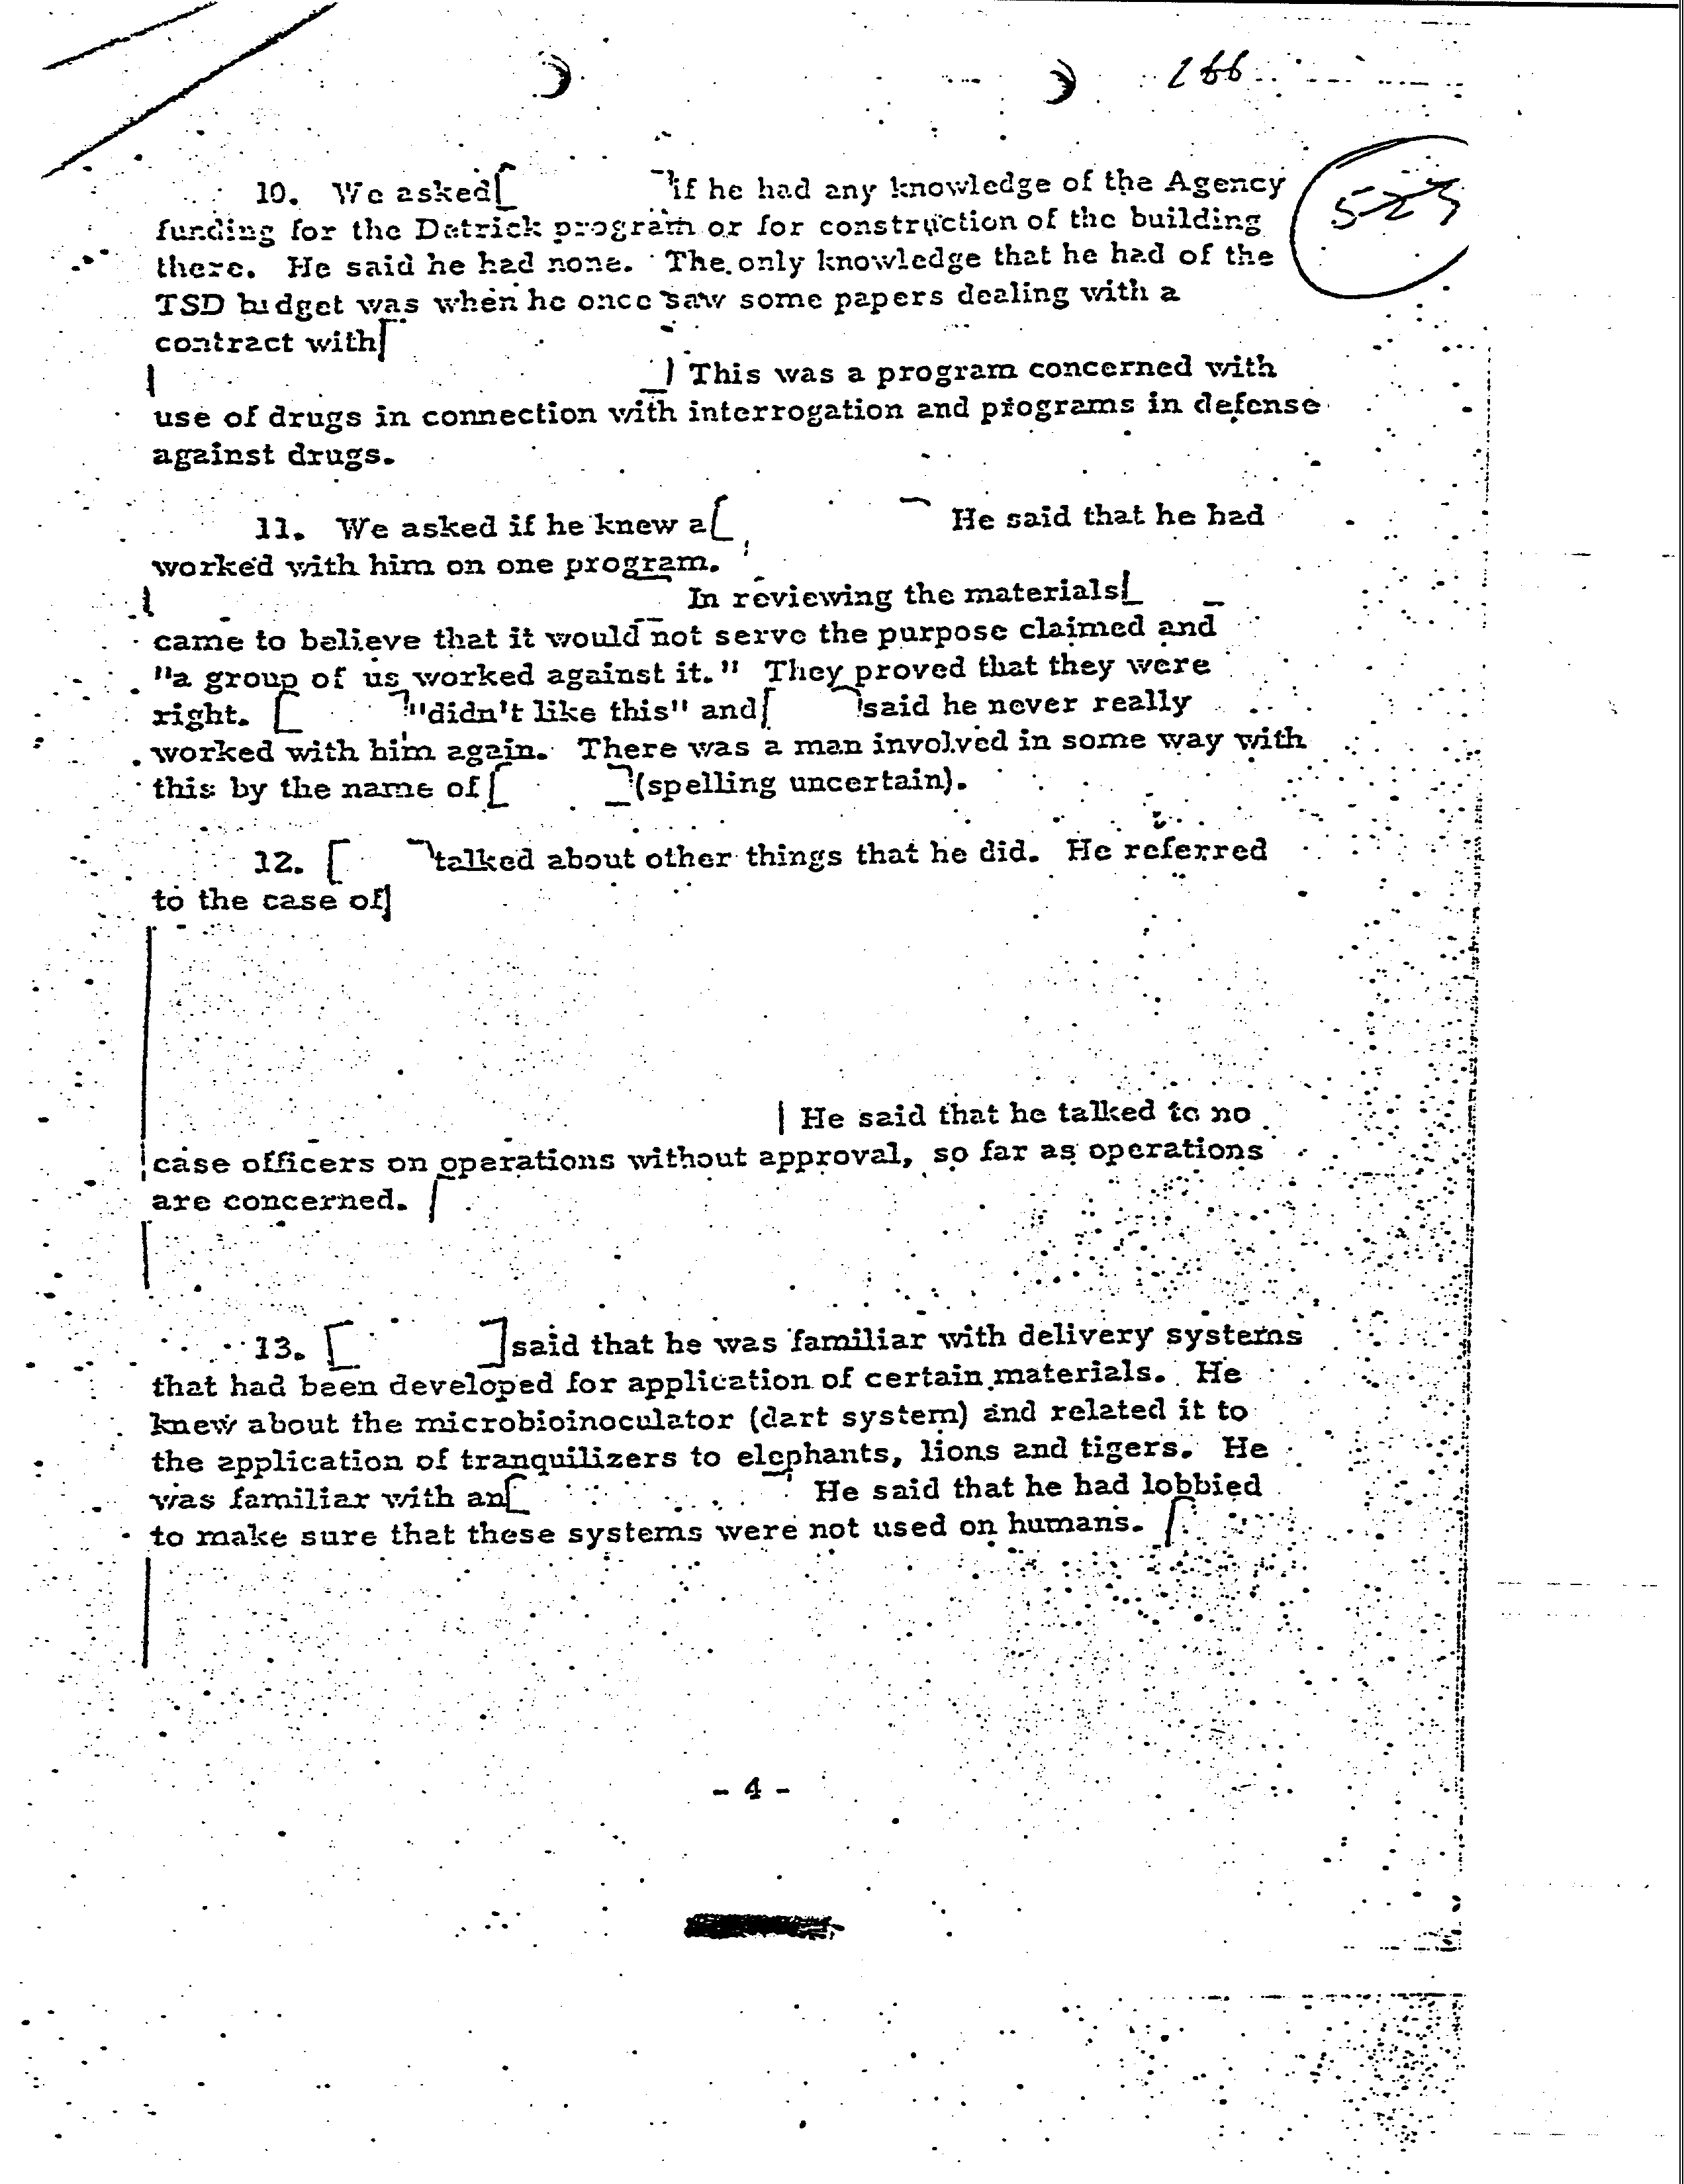 166
523
10. We asked[ ]if he had any knowledge of the Agency
funding for the Detrick program or for construction of the building
there. He said he had none. The only knowledge that he had of the
TSD budget was when he once saw some papers dealing with a
contract with[
] This was a program concerned with
use of drugs in connection with interrogation and programs in defense
against drugs.
11. We asked if he knew a[ ] He said that he had
worked with him on one program.
In reviewing the materials[ ]
came to believe that it would not serve the purpose claimed and
"a group of us worked against it." They proved that they were
right. [ ]"didn't like this" and[ ]said he never really
worked with him again. There was a man involved in some way with
this by the name of[ ](spelling uncertain).
12. [ ]talked about other things that he did. He referred
to the case of[
] He said that he talked to no
case officers on operations without approval, so far as operations
are concerned. [
13. [ ]said that he was familiar with delivery systems
that had been developed for application of certain materials. He
knew about the microbioinoculator (dart system) and related it to
the application of tranquilizers to elephants, lions and tigers. He
was familiar with an[ ] He said that he had lobbied
to make sure that these systems were not used on humans. [
- 4 -